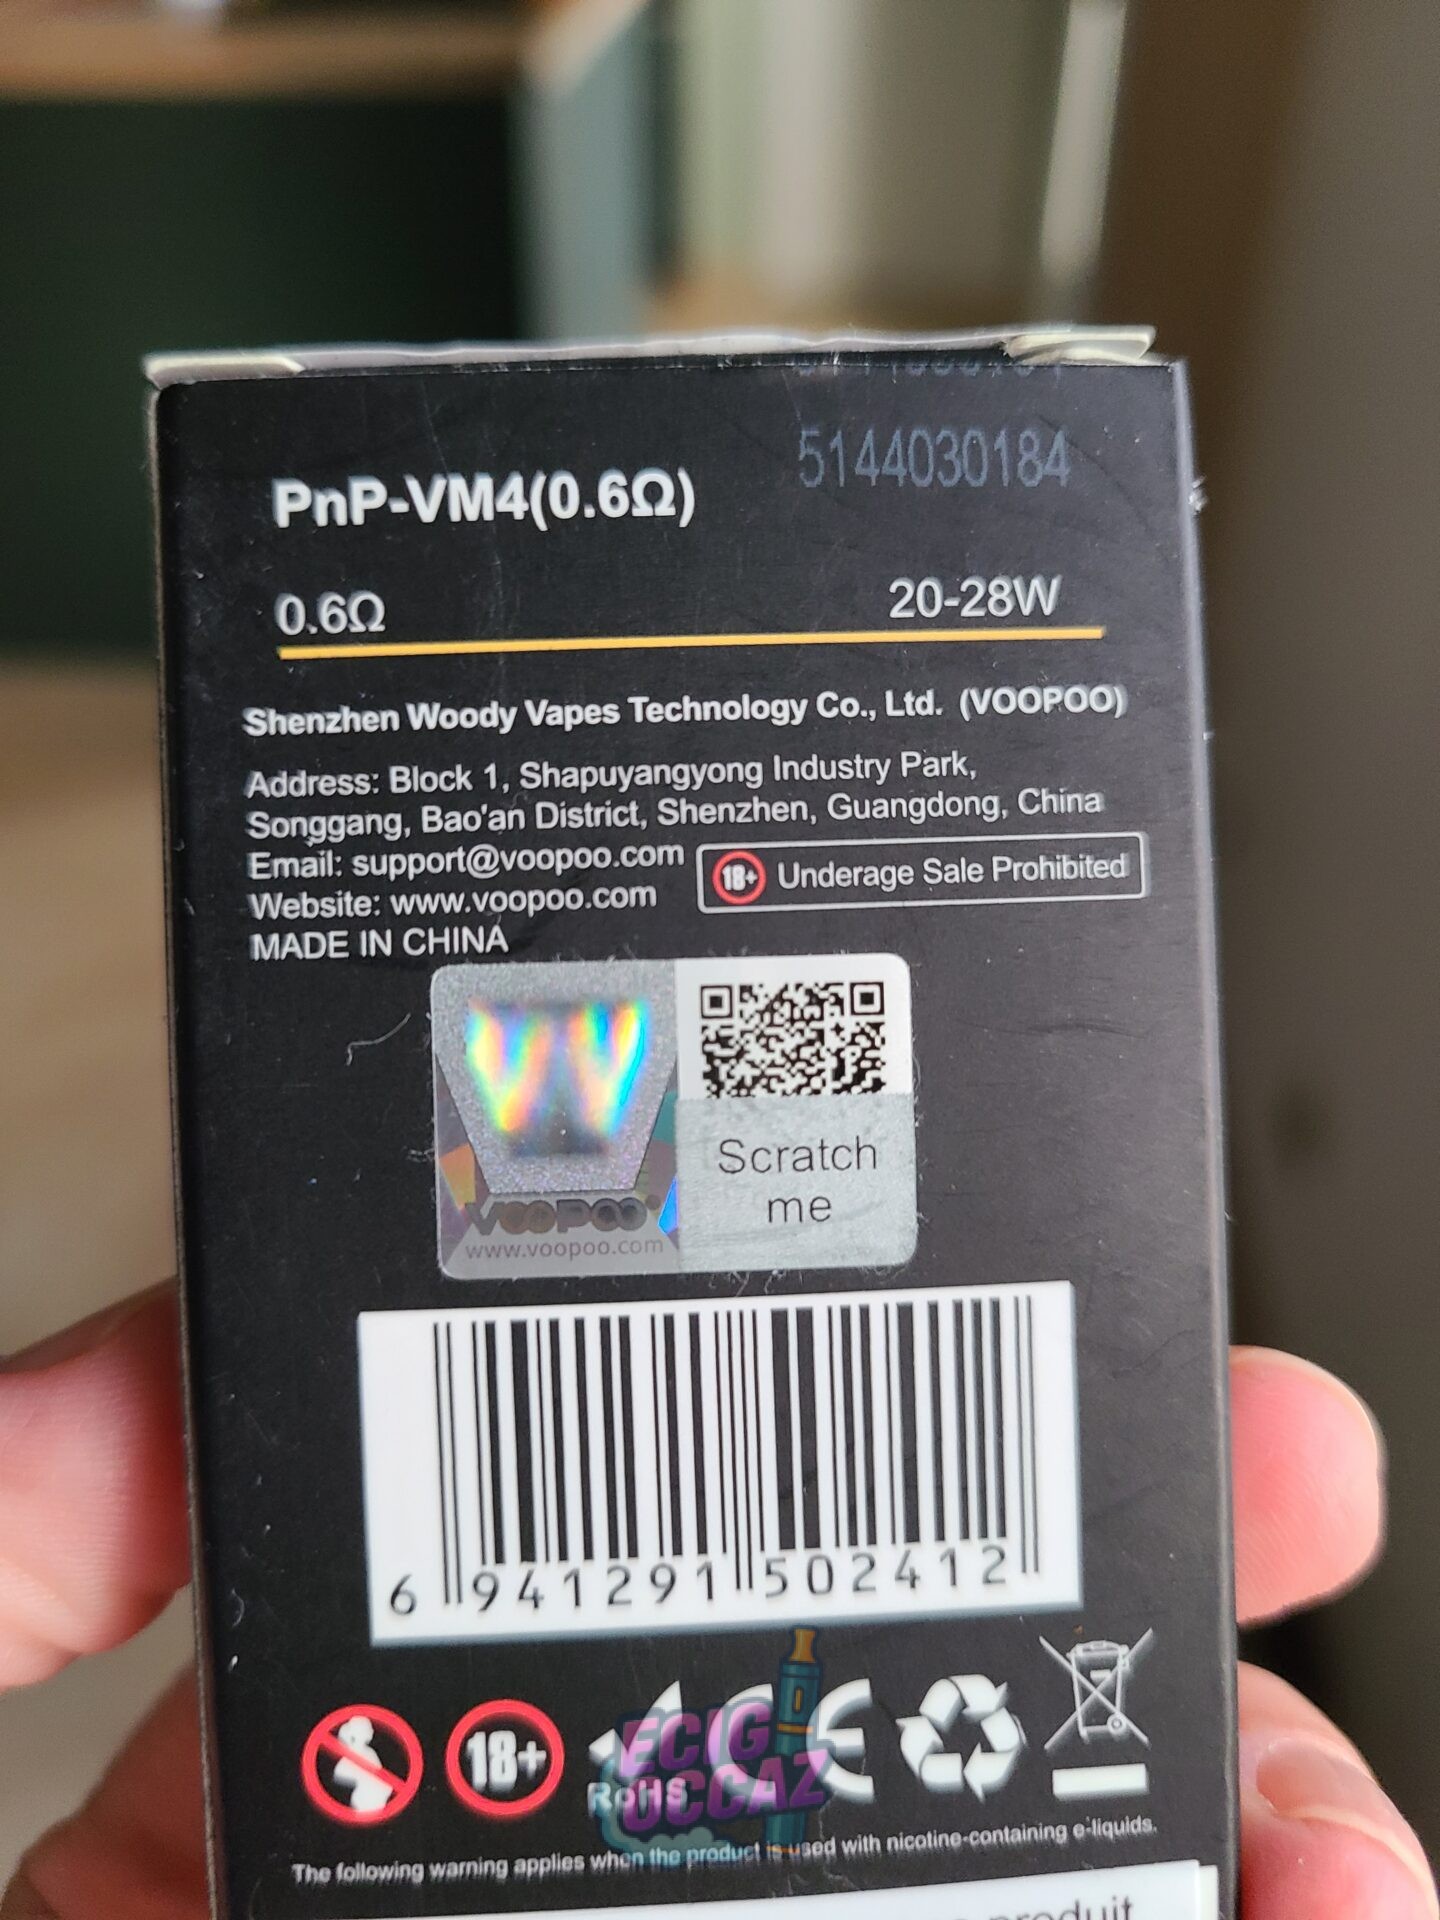 5144030184
PnP-VM4(0.6Ω)
0.6Ω 20-28W
Shenzhen Woody Vapes Technology Co., Ltd. (VOOPOO)
Address: Block 1, Shapuyangyong Industry Park,
Songgang, Bao'an District, Shenzhen, Guangdong, China
Email: support@voopoo.com
Website: www.voopoo.com
18+ Underage Sale Prohibited
MADE IN CHINA
VOOPOO
www.voopoo.com
Scratch
me
6 941291 502412
18+
RoHS
CE
ECIG
OCCAZ
The following warning applies when the product is used with nicotine-containing e-liquids.
produit